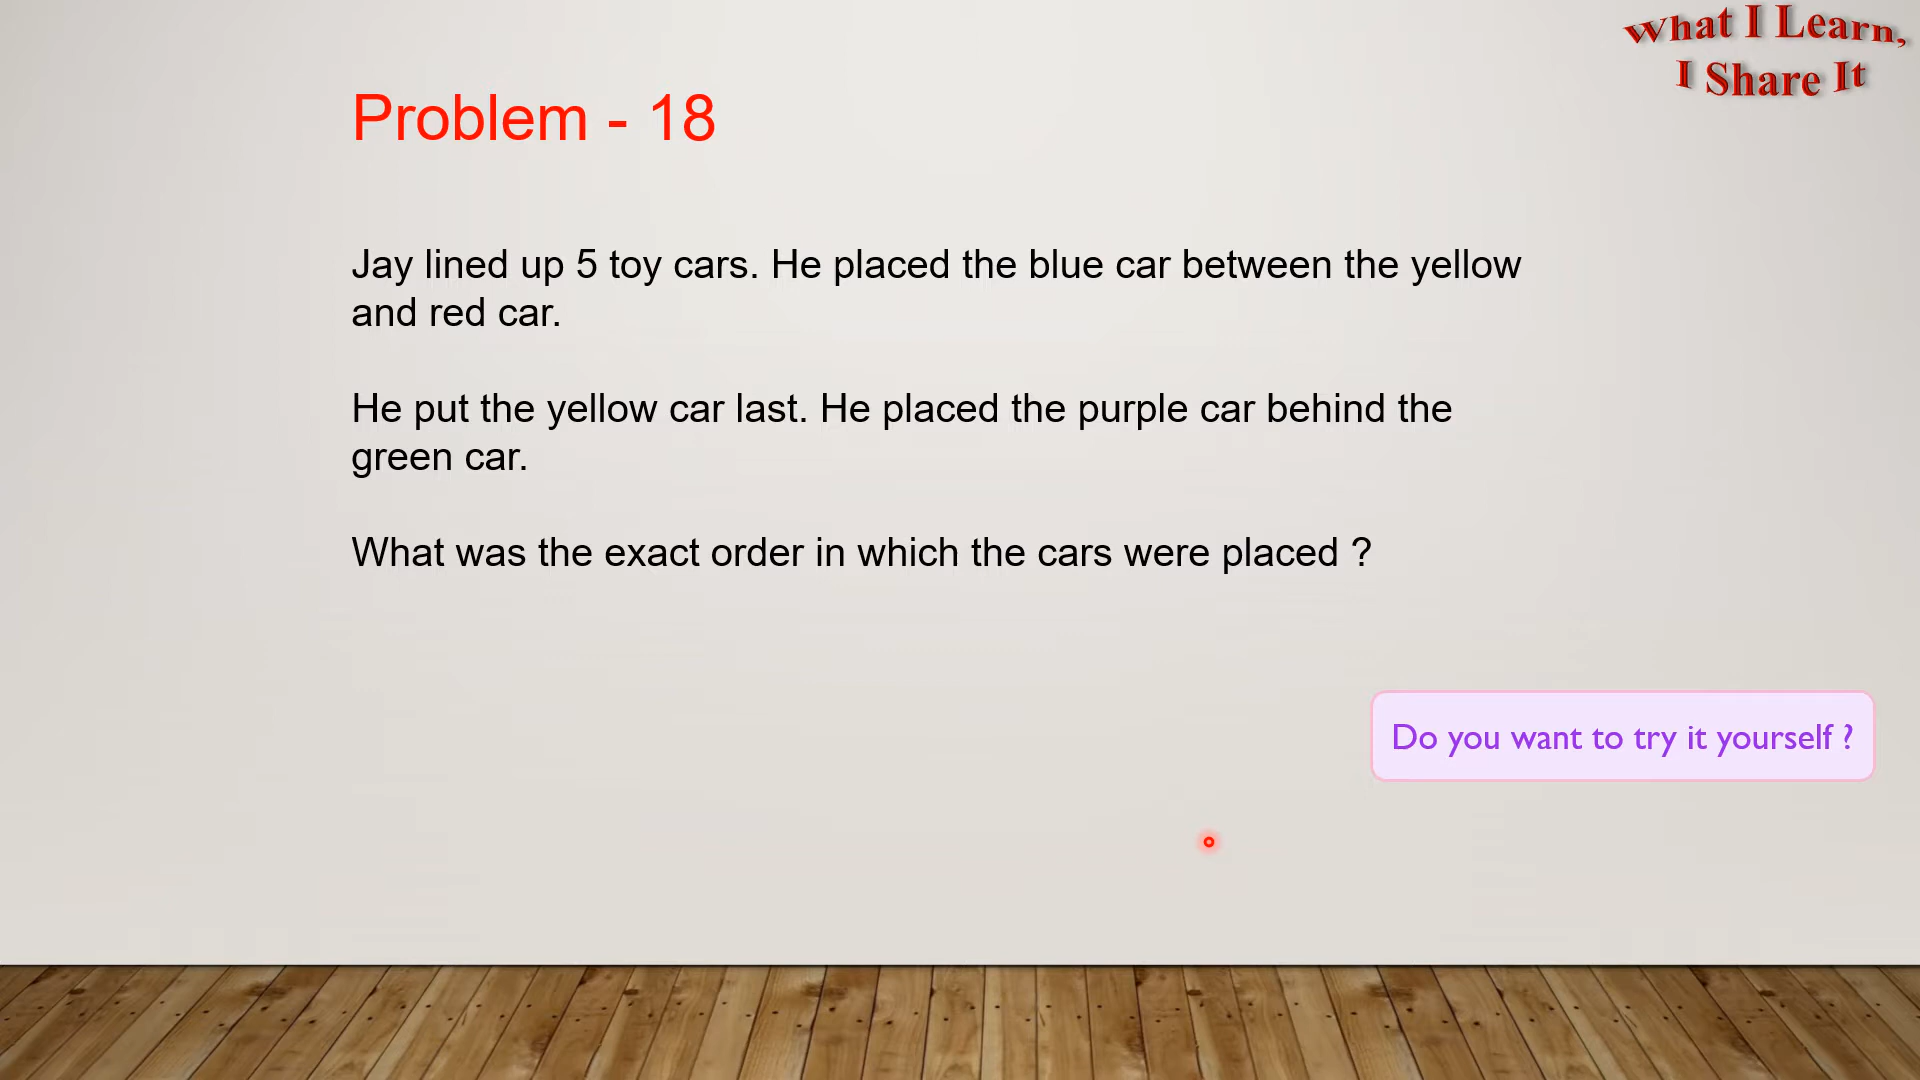 What I Learn,
I Share It
Problem - 18
Jay lined up 5 toy cars. He placed the blue car between the yellow
and red car.
He put the yellow car last. He placed the purple car behind the
green car.
What was the exact order in which the cars were placed ?
Do you want to try it yourself ?